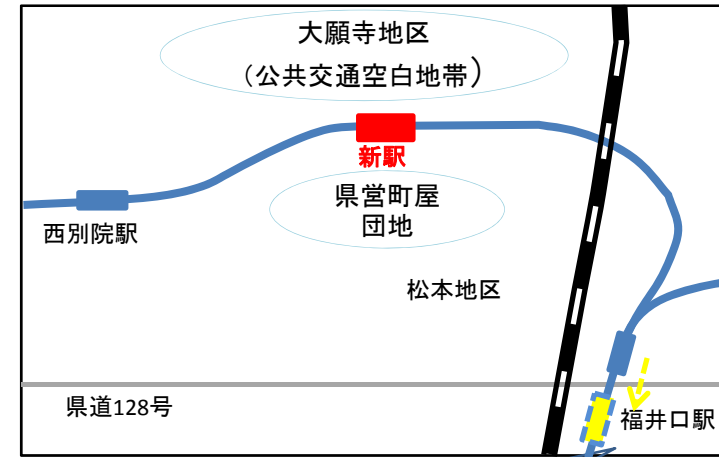 大願寺地区
（公共交通空白地帯）
新駅
県営町屋
団地
西別院駅
松本地区
県道128号
福井口駅